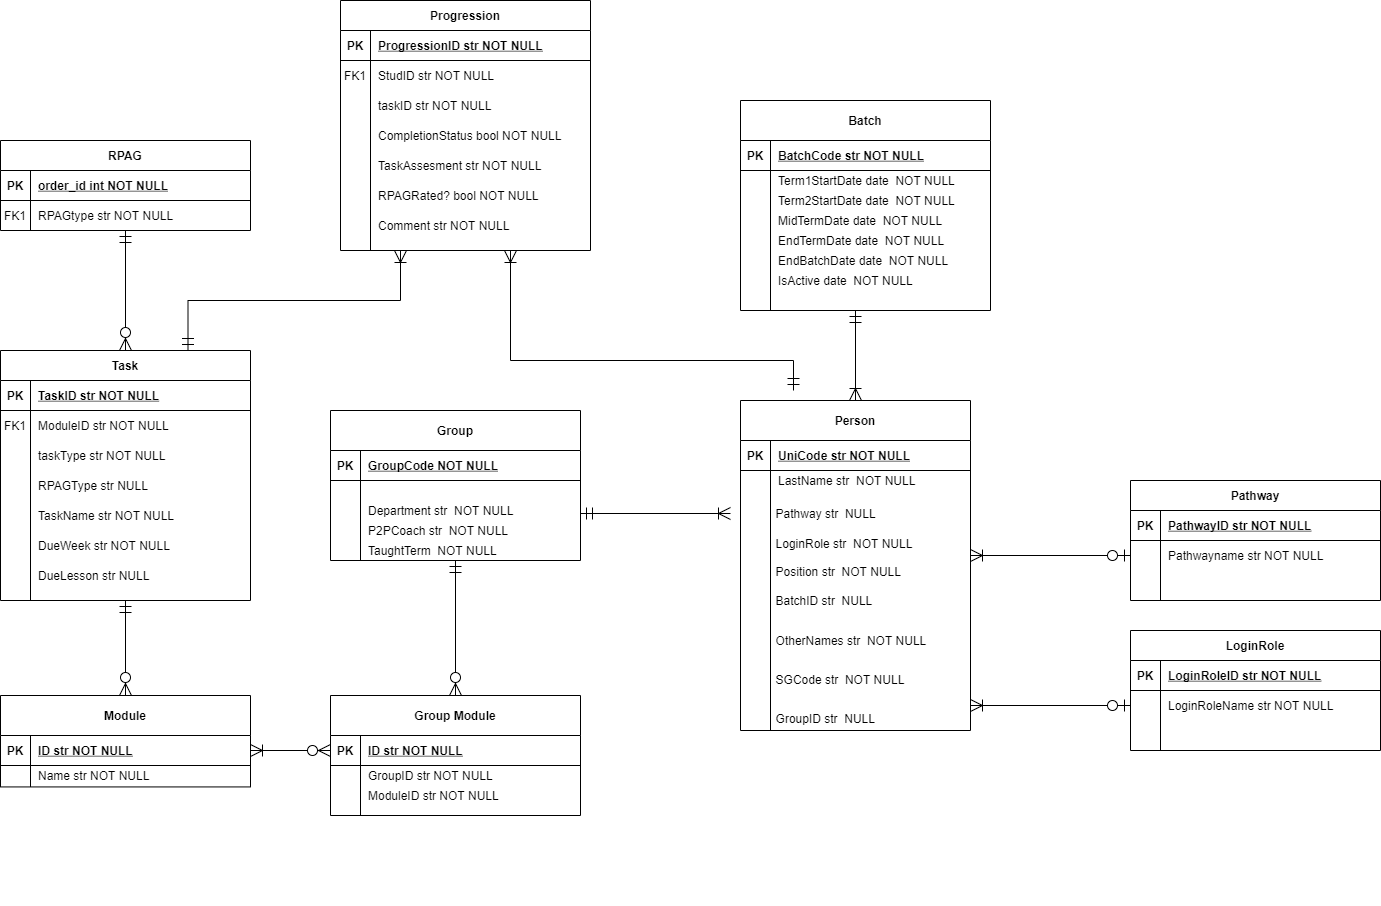 Progression
PK ProgressionID str NOT NULL
FK1 StudID str NOT NULL
taskID str NOT NULL
CompletionStatus bool NOT NULL
TaskAssesment str NOT NULL
RPAGRated? bool NOT NULL
Comment str NOT NULL
Batch
PK BatchCode str NOT NULL
Term1StartDate date  NOT NULL
Term2StartDate date  NOT NULL
MidTermDate date  NOT NULL
EndTermDate date  NOT NULL
EndBatchDate date  NOT NULL
IsActive date  NOT NULL
RPAG
PK order_id int NOT NULL
FK1 RPAGtype str NOT NULL
Task
PK TaskID str NOT NULL
FK1 ModuleID str NOT NULL
taskType str NOT NULL
RPAGType str NULL
TaskName str NOT NULL
DueWeek str NOT NULL
DueLesson str NULL
Group
PK GroupCode NOT NULL
Department str  NOT NULL
P2PCoach str  NOT NULL
TaughtTerm  NOT NULL
Person
PK UniCode str NOT NULL
LastName str  NOT NULL
Pathway str  NULL
LoginRole str  NOT NULL
Position str  NOT NULL
BatchID str  NULL
OtherNames str  NOT NULL
SGCode str  NOT NULL
GroupID str  NULL
Pathway
PK PathwayID str NOT NULL
Pathwayname str NOT NULL
LoginRole
PK LoginRoleID str NOT NULL
LoginRoleName str NOT NULL
Module
PK ID str NOT NULL
Name str NOT NULL
Group Module
PK ID str NOT NULL
GroupID str NOT NULL
ModuleID str NOT NULL